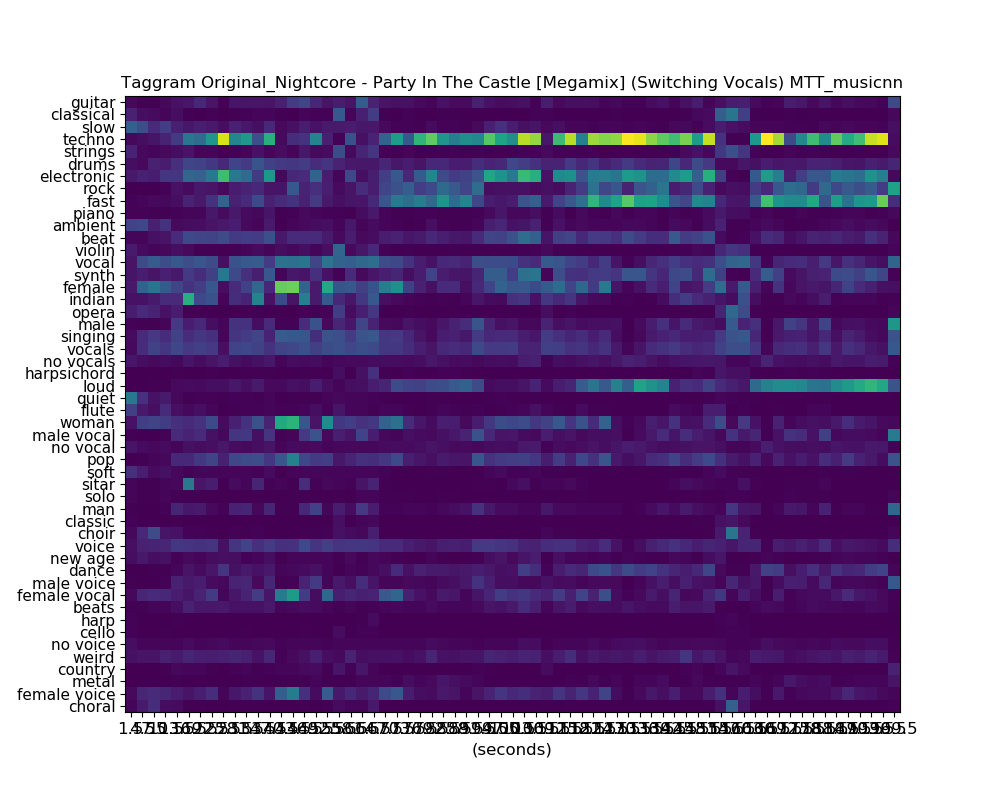 Taggram Original_Nightcore - Party In The Castle [Megamix] (Switching Vocals) MTT_musicnn
guitar
classical
slow
techno
strings
drums
electronic
rock
fast
piano
ambient
beat
violin
vocal
synth
female
indian
opera
male
singing
vocals
no vocals
harpsichord
loud
quiet
flute
woman
male vocal
no vocal
pop
soft
sitar
solo
man
classic
choir
voice
new age
dance
male voice
female vocal
beats
harp
cello
no voice
weird
country
metal
female voice
choral
(seconds)